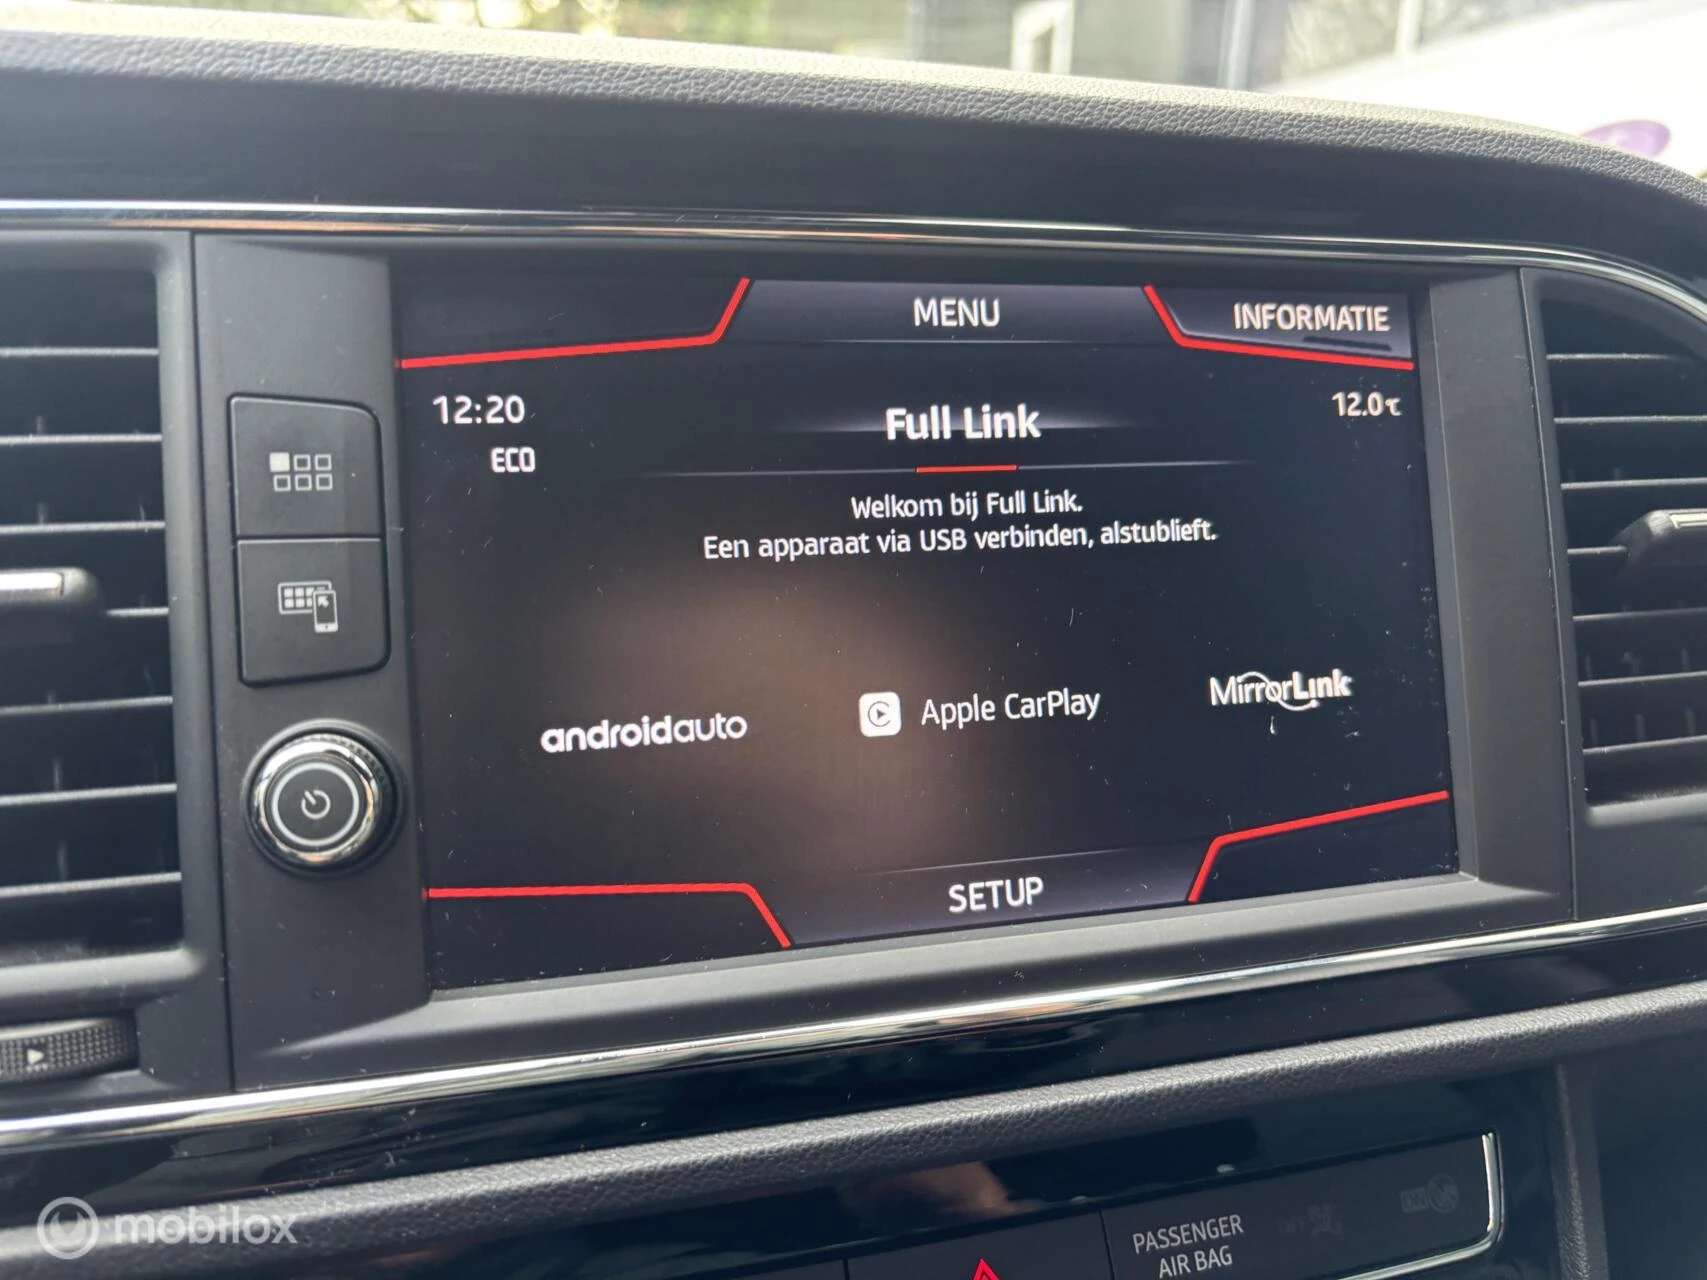 MENU
INFORMATIE
12:20
ECO
Full Link
12.0°C
Welkom bij Full Link.
Een apparaat via USB verbinden, alstublieft.
androidauto
Apple CarPlay
MirrorLink
SETUP
PASSENGER
AIR BAG
OFF
mobilox